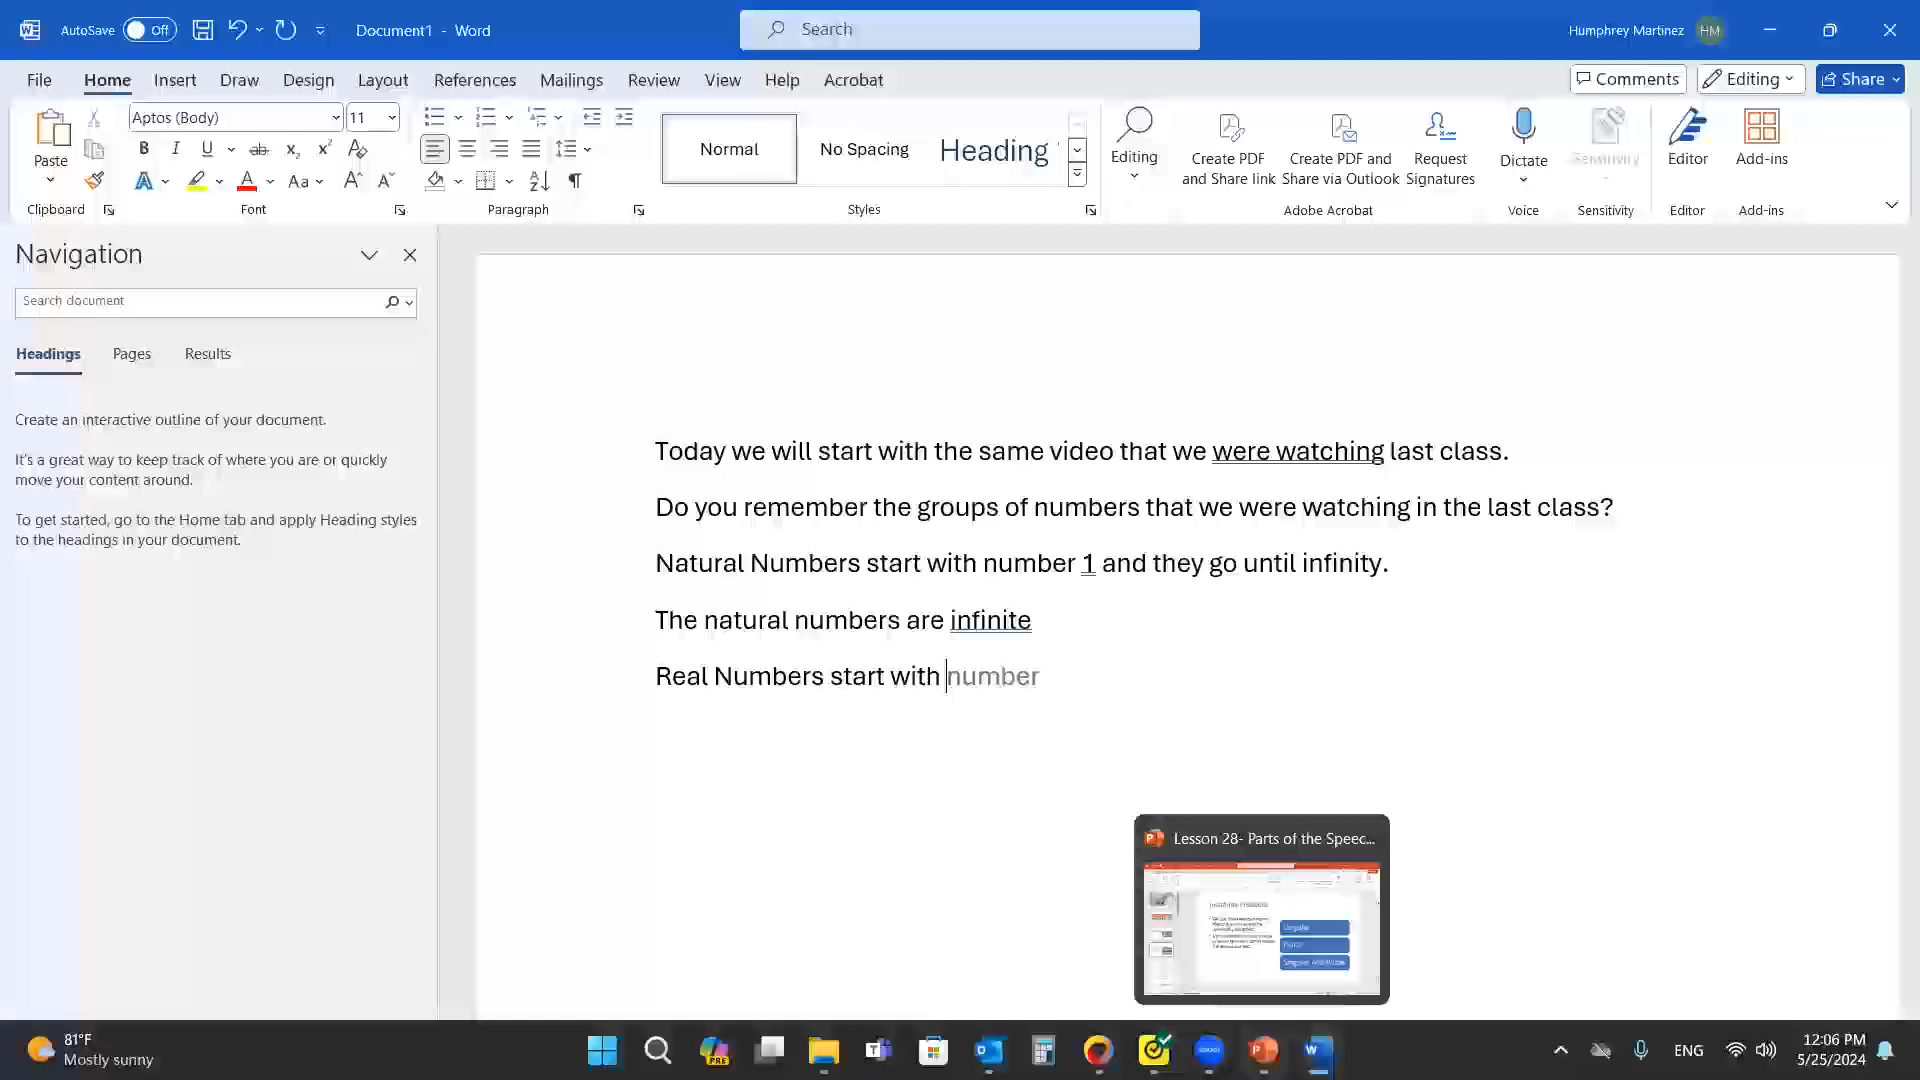 AutoSave Off Document1 - Word Search Humphrey Martinez HM
File Home Insert Draw Design Layout References Mailings Review View Help Acrobat Comments Editing Share
Aptos (Body) 11
Paste
Clipboard
B I U ab x₂ x² A
A A Aa A A
Font
Paragraph
Normal No Spacing Heading
Styles
Editing
Create PDF and Share link
Create PDF and Share via Outlook
Request Signatures
Adobe Acrobat
Dictate
Voice
Sensitivity
Sensitivity
Editor
Editor
Add-ins
Add-ins
Navigation
Search document
Headings Pages Results
Create an interactive outline of your document.
It's a great way to keep track of where you are or quickly
move your content around.
To get started, go to the Home tab and apply Heading styles
to the headings in your document.
Today we will start with the same video that we were watching last class.
Do you remember the groups of numbers that we were watching in the last class?
Natural Numbers start with number 1 and they go until infinity.
The natural numbers are infinite
Real Numbers start with number
Lesson 28- Parts of the Speec...
81°F
Mostly sunny
PRE
ENG
12:06 PM
5/25/2024